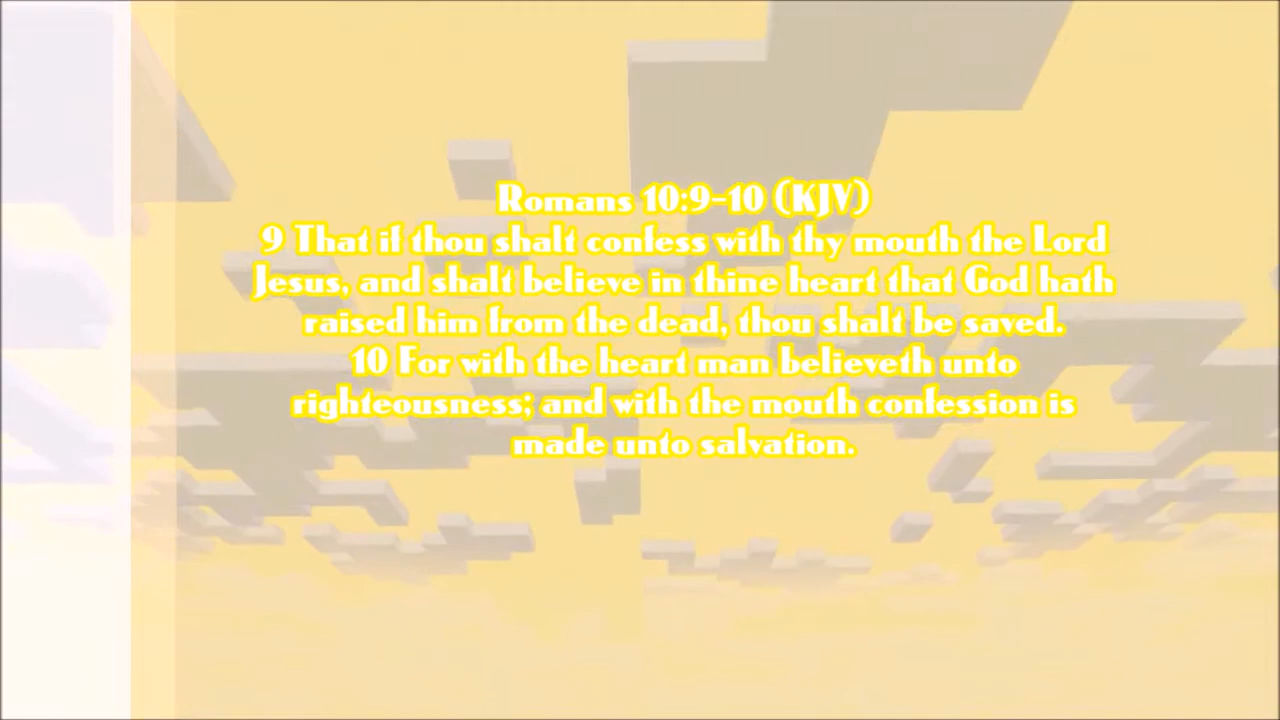 Romans 10:9-10 (KJV)
9 That if thou shalt confess with thy mouth the Lord
Jesus, and shalt believe in thine heart that God hath
raised him from the dead, thou shalt be saved.
10 For with the heart man believeth unto
righteousness; and with the mouth confession is
made unto salvation.